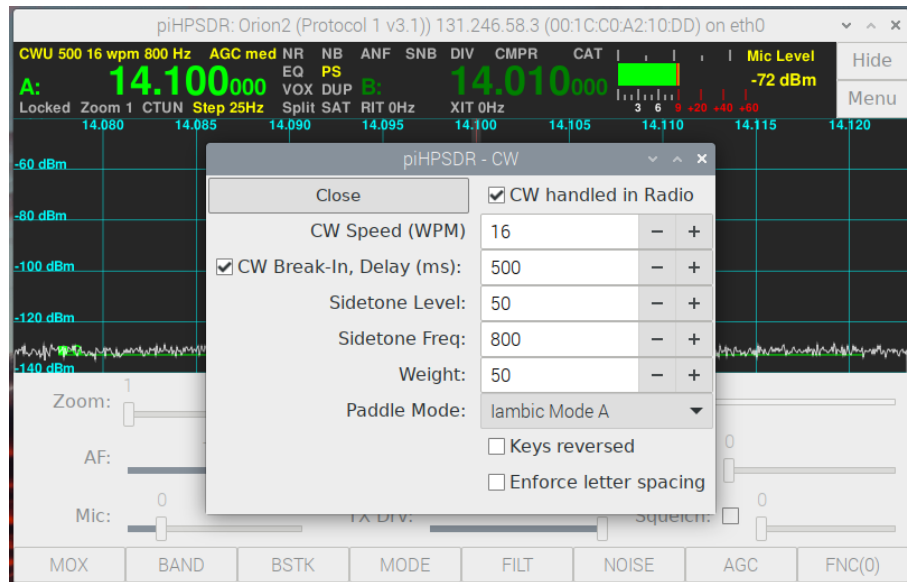 piHPSDR: Orion2 (Protocol 1 v3.1)) 131.246.58.3 (00:1C:C0:A2:10:DD) on eth0
CWU 500 16 wpm 800 Hz AGC med NR NB ANF SNB DIV CMPR CAT Mic Level Hide
A: 14.100000 EQ PS B: 14.010000 -72 dBm
VOX DUP
Locked Zoom 1 CTUN Step 25Hz Split SAT RIT 0Hz XIT 0Hz 3 6 9 +20 +40 +60 Menu
14.080 14.085 14.090 14.095 14.100 14.105 14.110 14.115 14.120
-60 dBm
-80 dBm
-100 dBm
-120 dBm
-140 dBm
piHPSDR - CW
Close CW handled in Radio
CW Speed (WPM) 16 − +
CW Break-In, Delay (ms): 500 − +
Sidetone Level: 50 − +
Sidetone Freq: 800 − +
Weight: 50 − +
Paddle Mode: Iambic Mode A
Keys reversed
Enforce letter spacing
Zoom: 1
AF: 0
Mic: 0 TX Drv: Squelch: 0
MOX BAND BSTK MODE FILT NOISE AGC FNC(0)